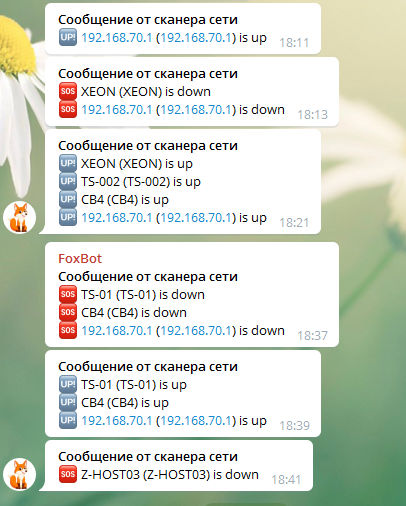 Сообщение от сканера сети
UP! 192.168.70.1 (192.168.70.1) is up
18:11
Сообщение от сканера сети
SOS XEON (XEON) is down
SOS 192.168.70.1 (192.168.70.1) is down
18:13
Сообщение от сканера сети
UP! XEON (XEON) is up
UP! TS-002 (TS-002) is up
UP! CB4 (CB4) is up
UP! 192.168.70.1 (192.168.70.1) is up
18:21
FoxBot
Сообщение от сканера сети
SOS TS-01 (TS-01) is down
SOS CB4 (CB4) is down
SOS 192.168.70.1 (192.168.70.1) is down
18:37
Сообщение от сканера сети
UP! TS-01 (TS-01) is up
UP! CB4 (CB4) is up
UP! 192.168.70.1 (192.168.70.1) is up
18:39
Сообщение от сканера сети
SOS Z-HOST03 (Z-HOST03) is down
18:41